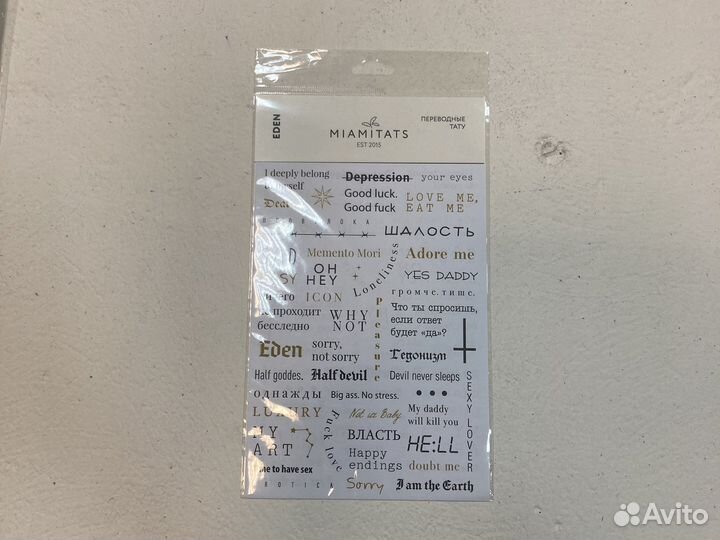 EDEN
MIAMITATS
EST 2015
ПЕРЕВОДНЫЕ
ТАТУ
I deeply belong
myself
Depression
your eyes
Dear
Good luck.
Good fuck
LOVE ME,
EAT ME
ШАЛОСТЬ
Memento Mori
Loneliness
Adore me
OH
HEY
YES DADDY
ICON
громче. тише.
Pleasure
проходит
бесследно
WHY
NOT
Что ты спросишь,
если ответ
будет «да»?
Eden
sorry,
not sorry
Гедонизм
Half goddes.
Half devil
Devil never sleeps
SEXY LOVER
однажды
Big ass. No stress.
LUXURY
Not ur Baby
My daddy
will kill you
MY
ART
Fuck love
ВЛАСТЬ
HE:LL
Happy
endings
doubt me
me to have sex
Sorry
I am the Earth
Avito